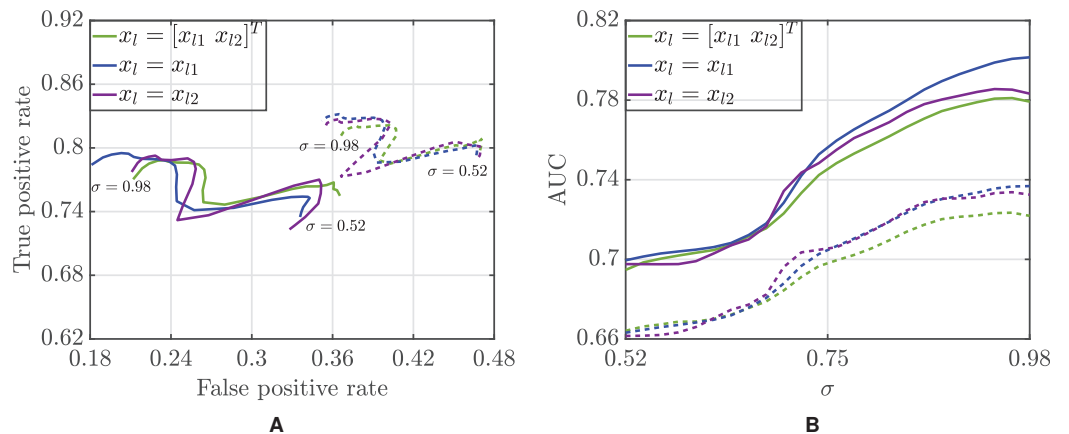 0.92
0.86
0.8
0.74
0.68
0.62
0.18
0.24
0.3
0.36
0.42
0.48
True positive rate
False positive rate
x_l = [x_{l1} x_{l2}]^T
x_l = x_{l1}
x_l = x_{l2}
σ = 0.98
σ = 0.52
σ = 0.98
σ = 0.52
A
0.82
0.78
0.74
0.7
0.66
0.52
0.75
0.98
AUC
σ
x_l = [x_{l1} x_{l2}]^T
x_l = x_{l1}
x_l = x_{l2}
B